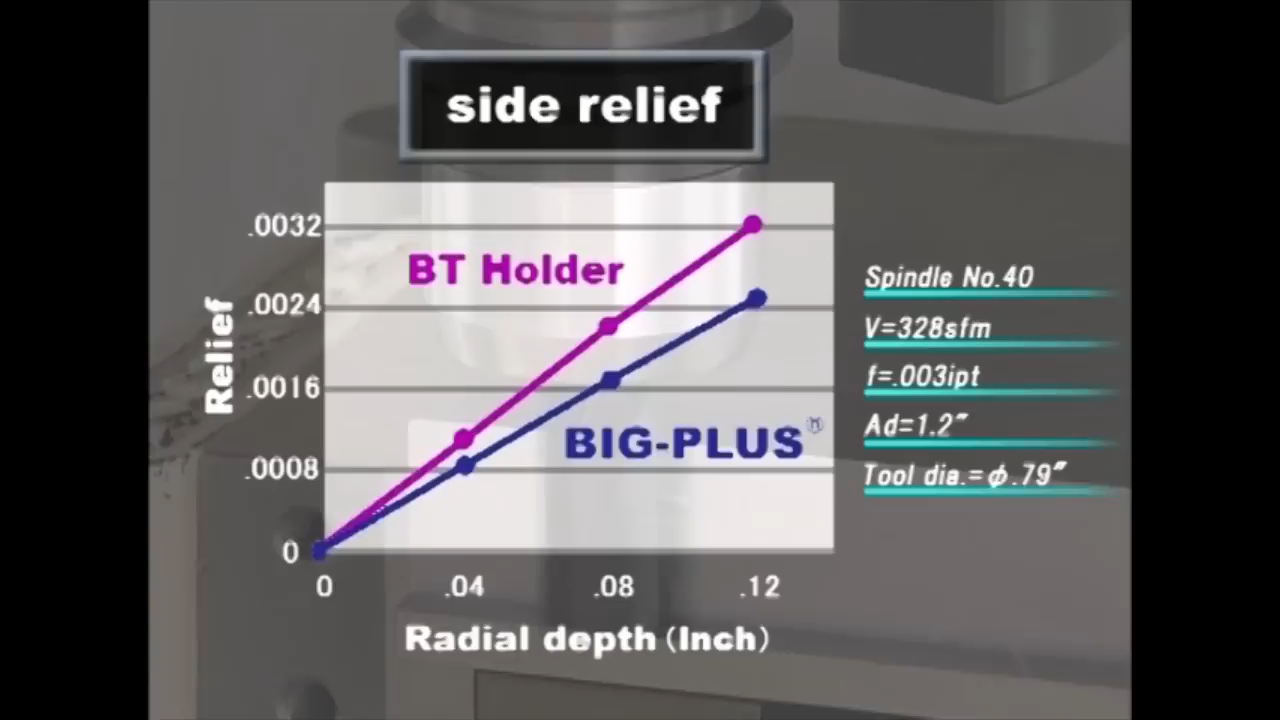 side relief
.0032
.0024
.0016
.0008
0
Relief
BT Holder
BIG-PLUS®
0 .04 .08 .12
Radial depth (Inch)
Spindle No.40
V=328sfm
f=.003ipt
Ad=1.2″
Tool dia.=ϕ.79″